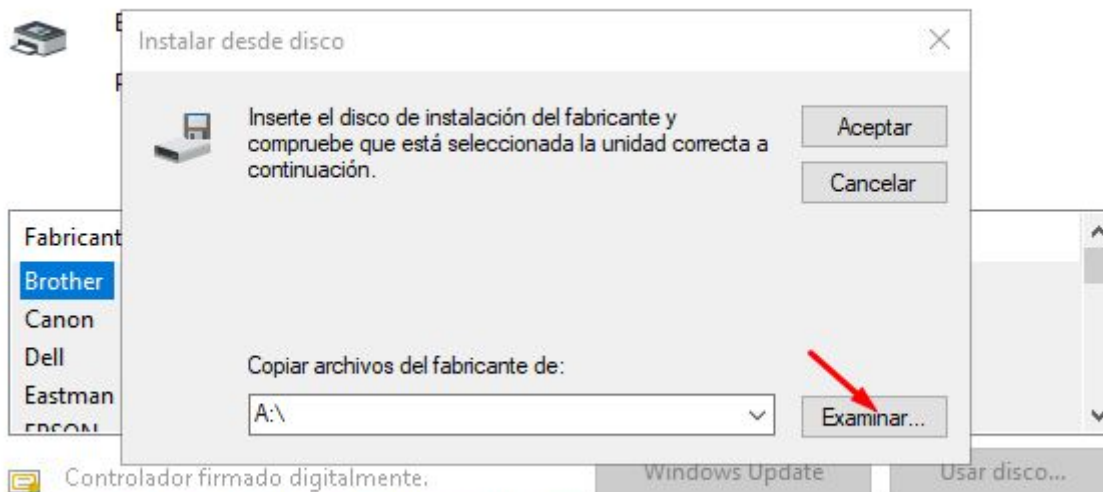 Instalar desde disco
Inserte el disco de instalación del fabricante y
compruebe que está seleccionada la unidad correcta a
continuación.
Aceptar
Cancelar
Fabricant
Brother
Canon
Dell
Eastman
EPSON
Copiar archivos del fabricante de:
A:\
Examinar...
Controlador firmado digitalmente.
Windows Update
Usar disco...